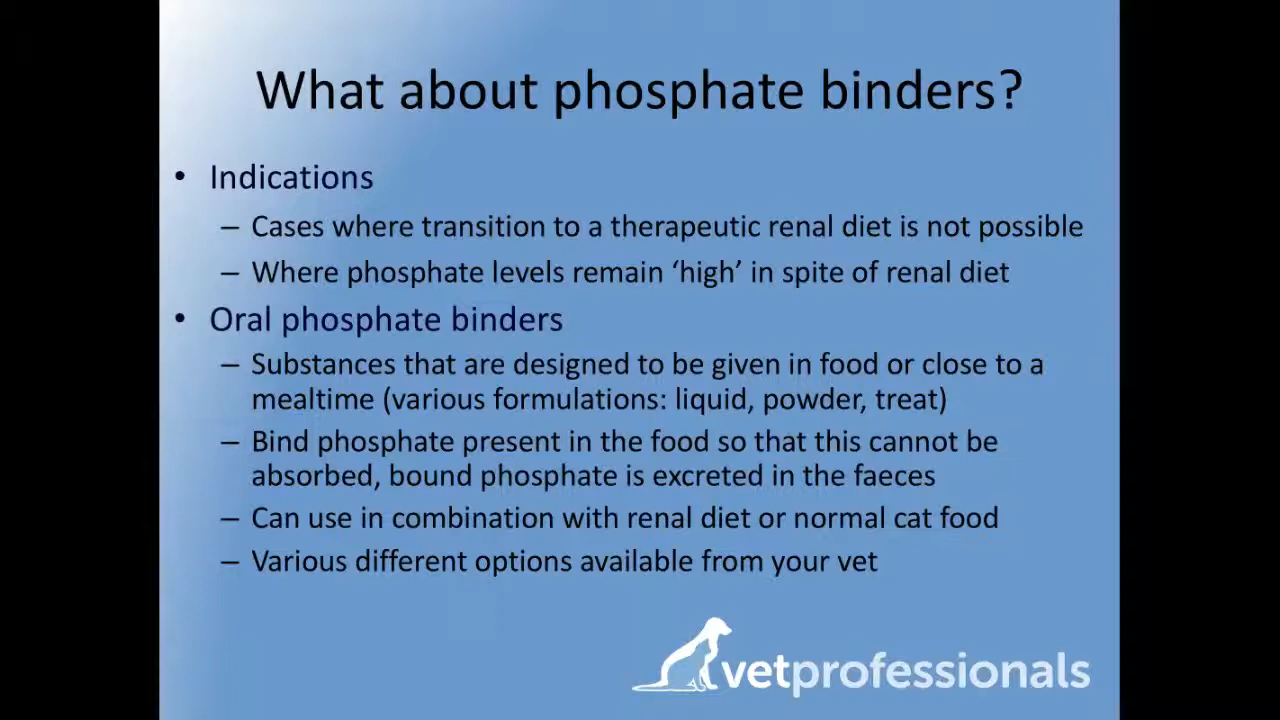 What about phosphate binders?
• Indications
– Cases where transition to a therapeutic renal diet is not possible
– Where phosphate levels remain ‘high’ in spite of renal diet
• Oral phosphate binders
– Substances that are designed to be given in food or close to a
mealtime (various formulations: liquid, powder, treat)
– Bind phosphate present in the food so that this cannot be
absorbed, bound phosphate is excreted in the faeces
– Can use in combination with renal diet or normal cat food
– Various different options available from your vet
vetprofessionals